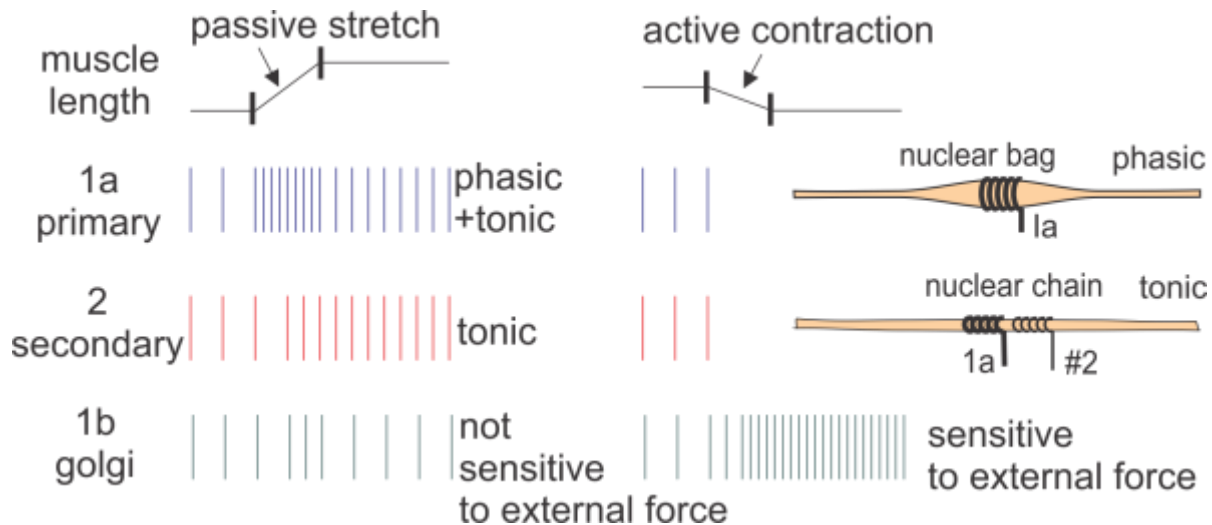 passive stretch
active contraction
muscle
length
nuclear bag
phasic
1a
primary
phasic
+tonic
Ia
nuclear chain
tonic
2
secondary
tonic
1a
#2
1b
golgi
not
sensitive
to external force
sensitive
to external force